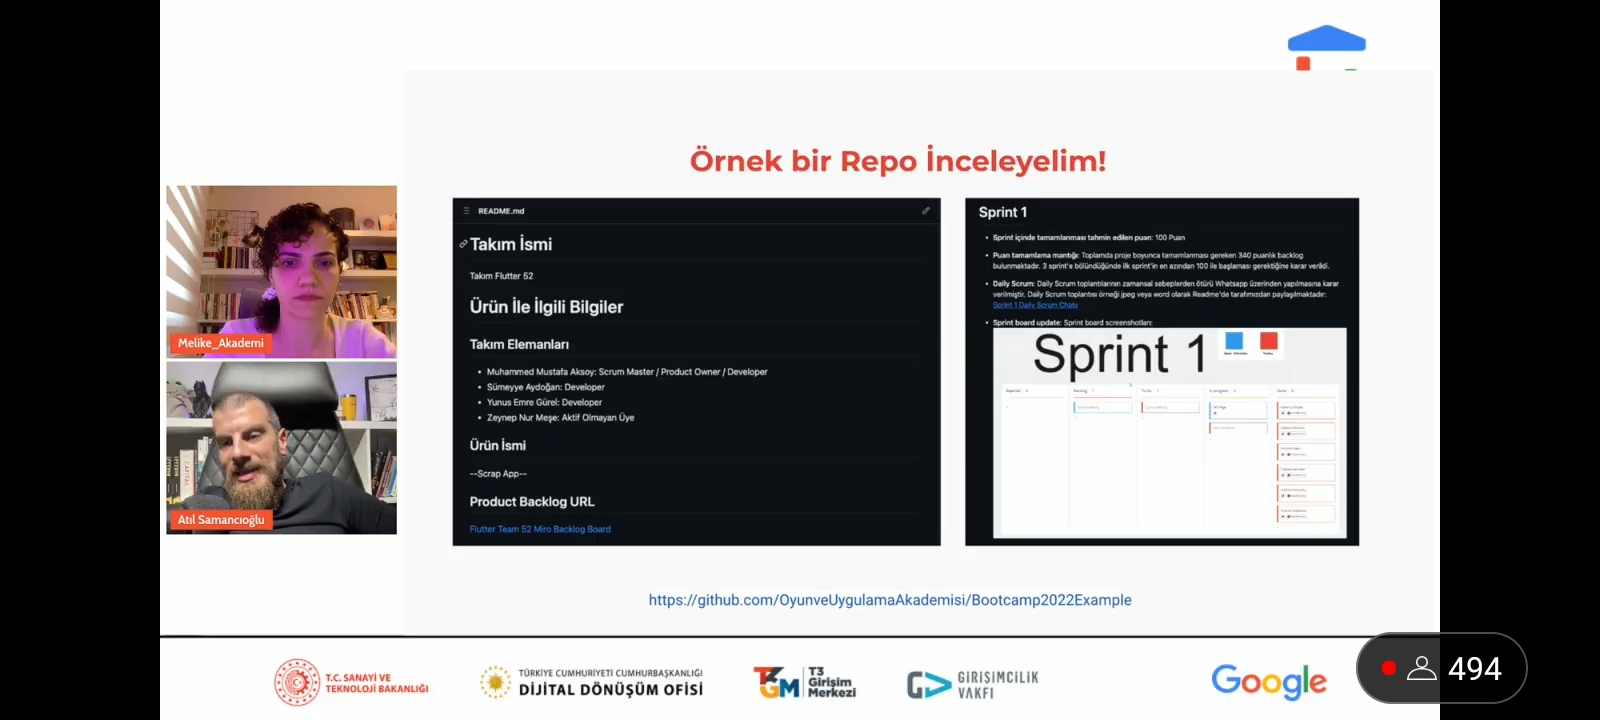 Örnek bir Repo İnceleyelim!
README.md
Takım İsmi
Takım Flutter 52
Ürün İle İlgili Bilgiler
Takım Elemanları
Muhammed Mustafa Aksoy: Scrum Master / Product Owner / Developer
Sümeyye Aydoğan: Developer
Yunus Emre Gürel: Developer
Zeynep Nur Meşe: Aktif Olmayan Üye
Ürün İsmi
--Scrap App--
Product Backlog URL
Flutter Team 52 Miro Backlog Board
Sprint 1
Sprint içinde tamamlanması tahmin edilen puan: 100 Puan
Puan tamamlama mantığı: Toplamda proje boyunca tamamlanması gereken 340 puanlık backlog
bulunmaktadır. 3 sprint'e bölündüğünde ilk sprint'in en azından 100 ile başlaması gerektiğine karar verildi.
Daily Scrum: Daily Scrum toplantılarının zamansal sebeplerden ötürü Whatsapp üzerinden yapılmasına karar
verilmiştir. Daily Scrum toplantısı örneği jpeg veya word olarak Readme'de tarafımızdan paylaşılmaktadır:
Sprint 1 Daily Scrum Chats
Sprint board update: Sprint board screenshotları:
Sprint 1
Melike_Akademi
Atıl Samancıoğlu
https://github.com/OyunveUygulamaAkademisi/Bootcamp2022Example
T.C. SANAYİ VE
TEKNOLOJİ BAKANLIĞI
TÜRKİYE CUMHURİYETİ CUMHURBAŞKANLIĞI
DİJİTAL DÖNÜŞÜM OFİSİ
T3
Girişim
Merkezi
GİRİŞİMCİLİK
VAKFI
Google
494